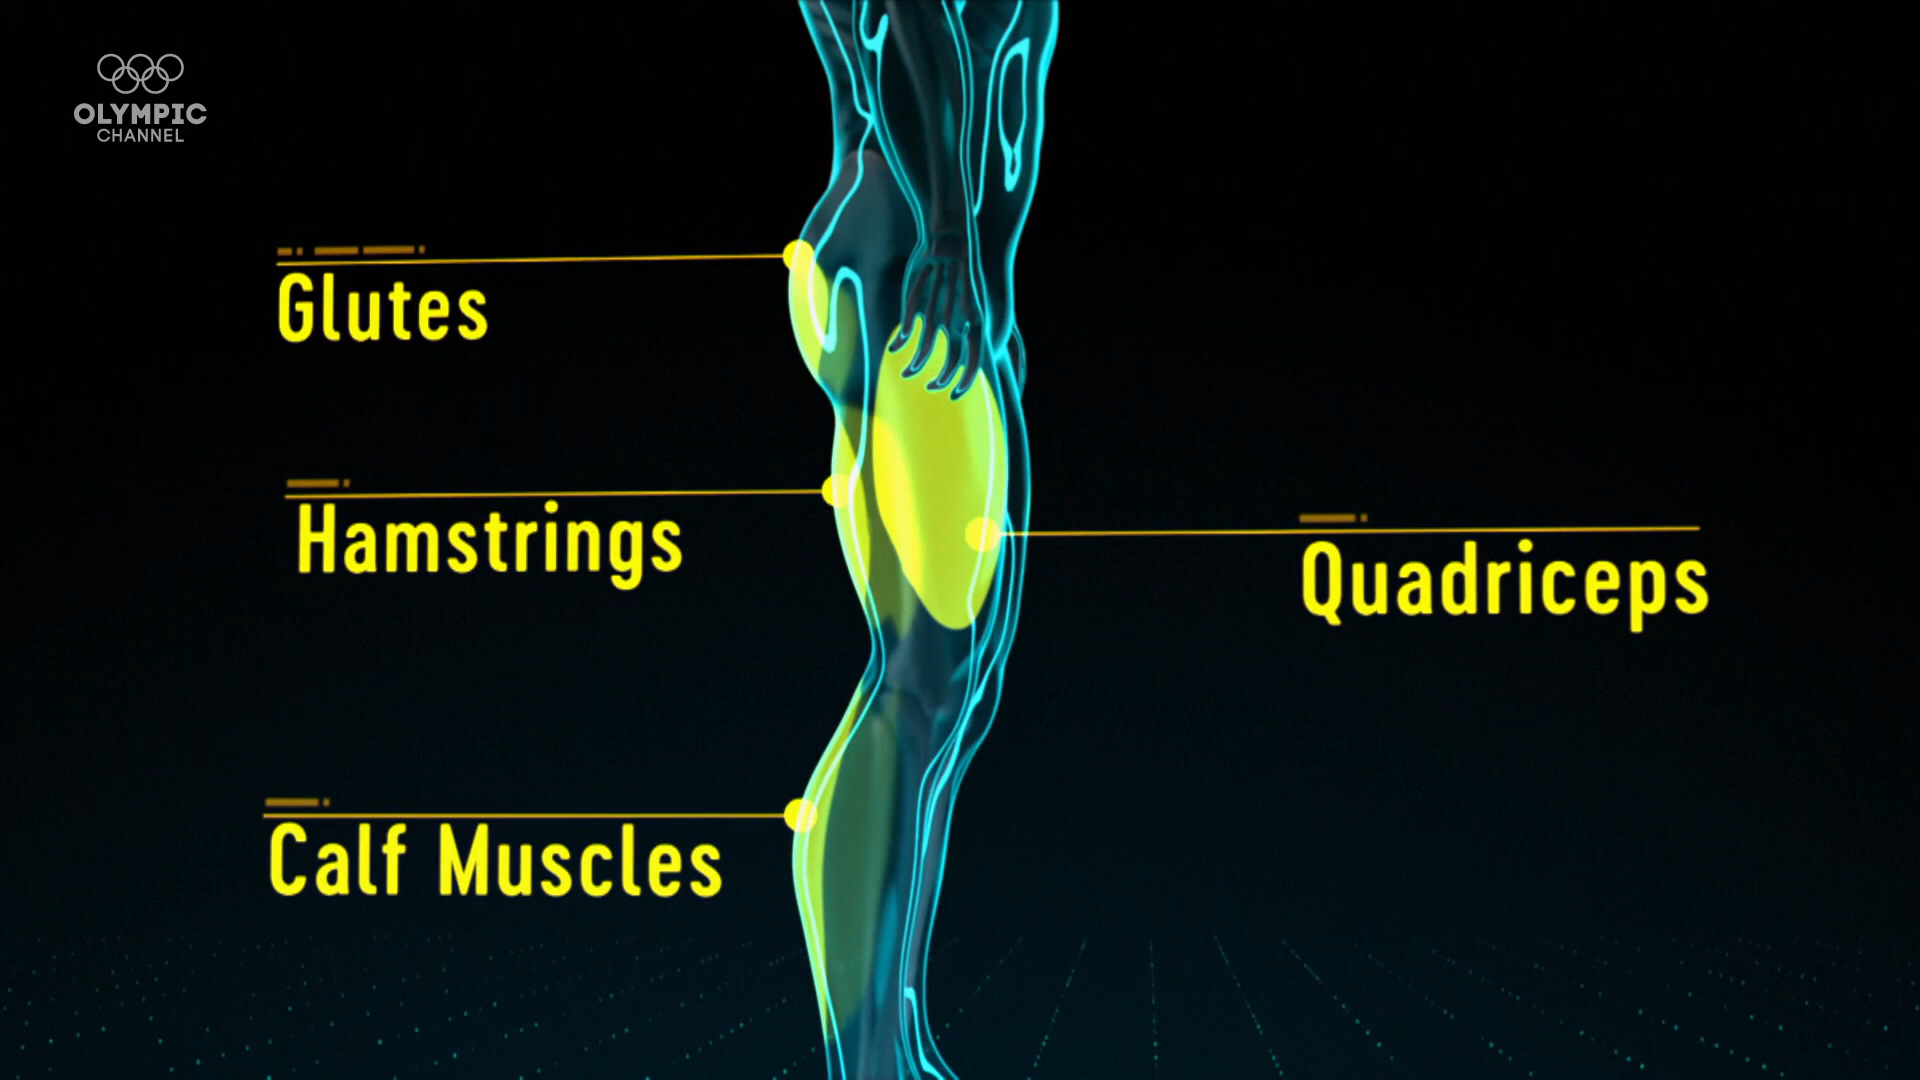 OLYMPIC
CHANNEL
Glutes
Hamstrings
Quadriceps
Calf Muscles